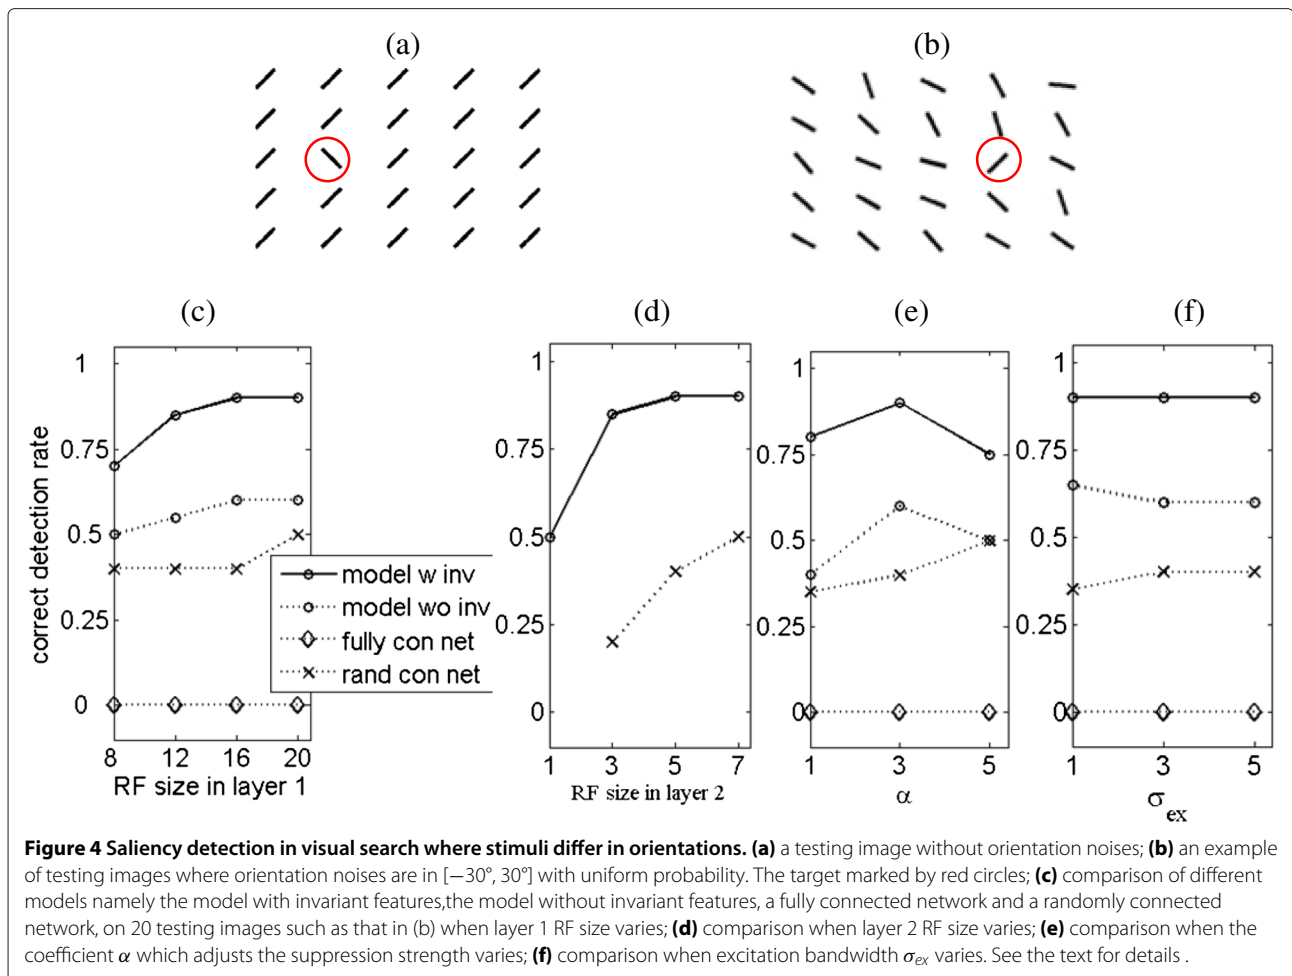 (a)
(b)
(c)
(d)
(e)
(f)
correct detection rate
1
0.75
0.5
0.25
0
8
12
16
20
RF size in layer 1
model w inv
model wo inv
fully con net
rand con net
1
0.75
0.5
0.25
0
1
3
5
7
RF size in layer 2
1
0.75
0.5
0.25
0
1
3
5
α
1
0.75
0.5
0.25
0
1
3
5
σex
Figure 4 Saliency detection in visual search where stimuli differ in orientations. (a) a testing image without orientation noises; (b) an example
of testing images where orientation noises are in [−30°, 30°] with uniform probability. The target marked by red circles; (c) comparison of different
models namely the model with invariant features,the model without invariant features, a fully connected network and a randomly connected
network, on 20 testing images such as that in (b) when layer 1 RF size varies; (d) comparison when layer 2 RF size varies; (e) comparison when the
coefficient α which adjusts the suppression strength varies; (f) comparison when excitation bandwidth σex varies. See the text for details .